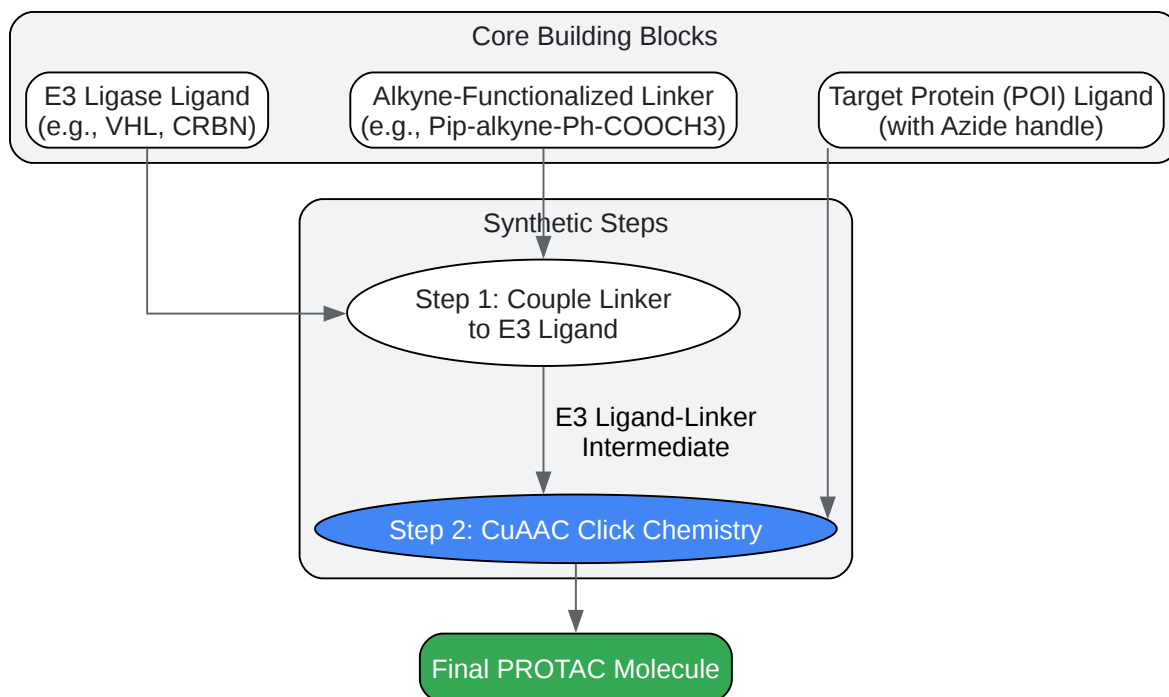 Core Building Blocks
E3 Ligase Ligand
(e.g., VHL, CRBN)
Alkyne-Functionalized Linker
(e.g., Pip-alkyne-Ph-COOCH3)
Target Protein (POI) Ligand
(with Azide handle)
Synthetic Steps
Step 1: Couple Linker
to E3 Ligand
E3 Ligand-Linker
Intermediate
Step 2: CuAAC Click Chemistry
Final PROTAC Molecule